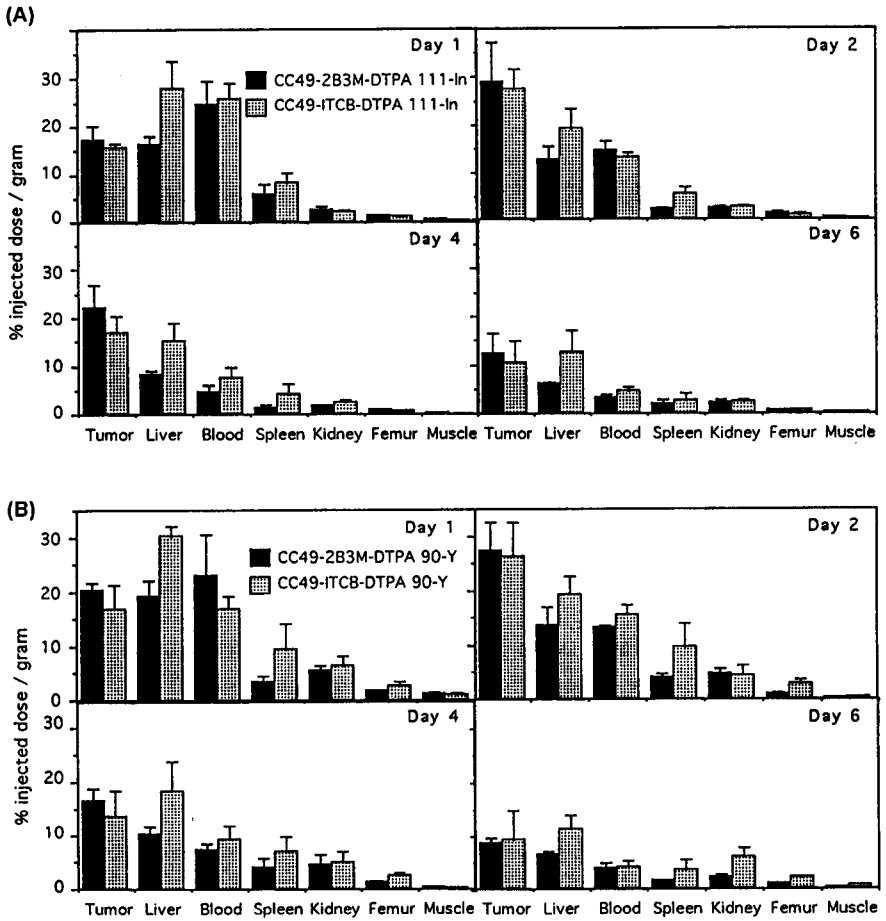 (A)
Day 1
Day 2
CC49-2B3M-DTPA 111-In
CC49-ITCB-DTPA 111-In
30
20
10
0
Day 4
Day 6
30
20
10
0
% injected dose / gram
Tumor Liver Blood Spleen Kidney Femur Muscle Tumor Liver Blood Spleen Kidney Femur Muscle
(B)
Day 1
Day 2
CC49-2B3M-DTPA 90-Y
CC49-ITCB-DTPA 90-Y
30
20
10
0
Day 4
Day 6
30
20
10
0
% injected dose / gram
Tumor Liver Blood Spleen Kidney Femur Muscle Tumor Liver Blood Spleen Kidney Femur Muscle